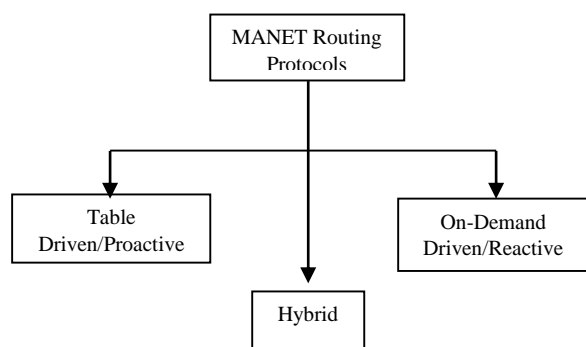 MANET Routing
Protocols
Table
Driven/Proactive
On-Demand
Driven/Reactive
Hybrid